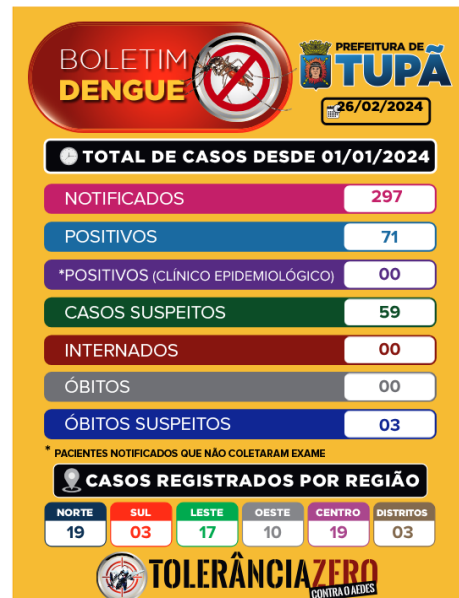 BOLETIM
DENGUE
PREFEITURA DE
TUPÃ
26/02/2024
TOTAL DE CASOS DESDE 01/01/2024
NOTIFICADOS 297
POSITIVOS 71
*POSITIVOS (CLÍNICO EPIDEMIOLÓGICO) 00
CASOS SUSPEITOS 59
INTERNADOS 00
ÓBITOS 00
ÓBITOS SUSPEITOS 03
* PACIENTES NOTIFICADOS QUE NÃO COLETARAM EXAME
CASOS REGISTRADOS POR REGIÃO
NORTE SUL LESTE OESTE CENTRO DISTRITOS
19 03 17 10 19 03
TOLERÂNCIA ZERO
CONTRA O AEDES